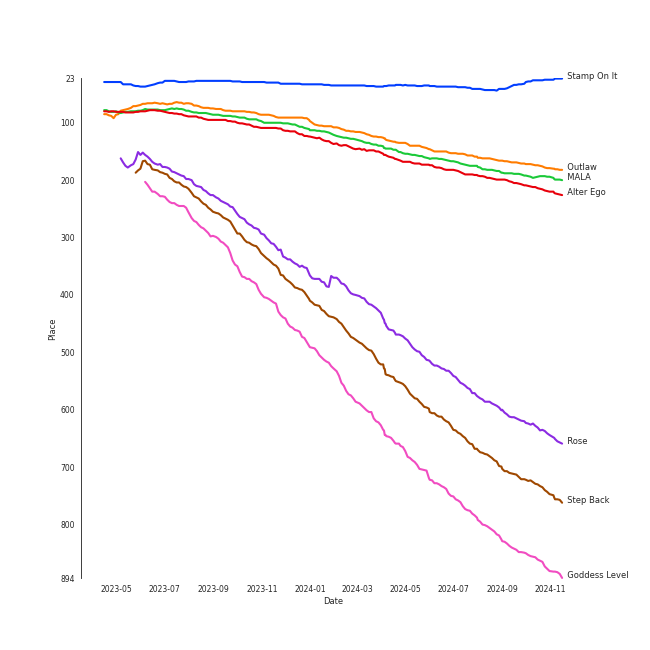 23
100
200
300
400
500
600
700
800
894
Place
2023-05
2023-07
2023-09
2023-11
2024-01
2024-03
2024-05
2024-07
2024-09
2024-11
Date
Stamp On It
Outlaw
MALA
Alter Ego
Rose
Step Back
Goddess Level